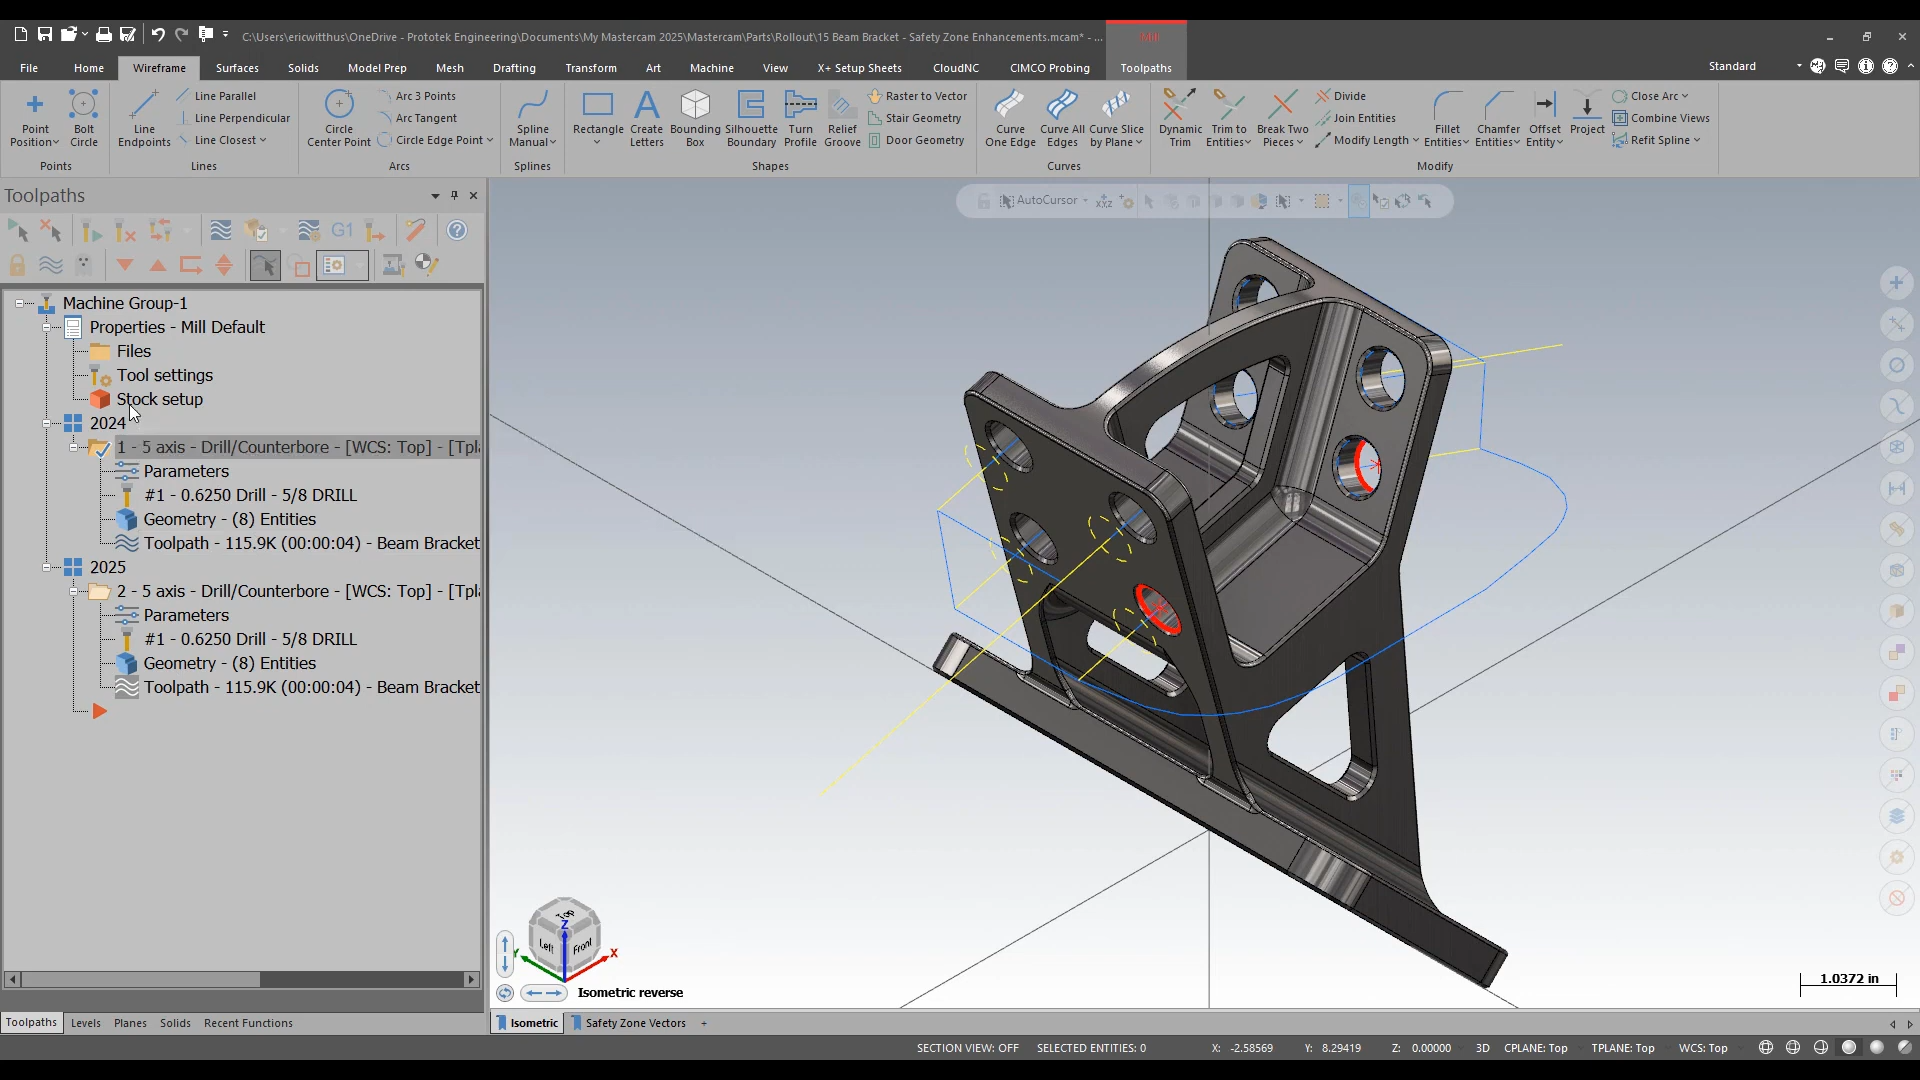 C:\Users\ericwitthus\OneDrive - Prototek Engineering\Documents\My Mastercam 2025\Mastercam\Parts\Rollout\15 Beam Bracket - Safety Zone Enhancements.mcam* - ...
Mill
File Home Wireframe Surfaces Solids Model Prep Mesh Drafting Transform Art Machine View X+ Setup Sheets CloudNC CIMCO Probing Toolpaths Standard
Point Position
Bolt Circle
Points
Line Endpoints
Line Parallel
Line Perpendicular
Line Closest
Lines
Circle Center Point
Arc 3 Points
Arc Tangent
Circle Edge Point
Arcs
Spline Manual
Splines
Rectangle
Create Letters
Bounding Box
Silhouette Boundary
Turn Profile
Relief Groove
Raster to Vector
Stair Geometry
Door Geometry
Shapes
Curve One Edge
Curve All Edges
Curve Slice by Plane
Curves
Dynamic Trim
Trim to Entities
Break Two Pieces
Divide
Join Entities
Modify Length
Fillet Entities
Chamfer Entities
Offset Entity
Project
Close Arc
Combine Views
Refit Spline
Modify
Toolpaths
G1
AutoCursor
XYZ
Machine Group-1
Properties - Mill Default
Files
Tool settings
Stock setup
2024
1 - 5 axis - Drill/Counterbore - [WCS: Top] - [Tpl
Parameters
#1 - 0.6250 Drill - 5/8 DRILL
Geometry - (8) Entities
Toolpath - 115.9K (00:00:04) - Beam Bracket
2025
2 - 5 axis - Drill/Counterbore - [WCS: Top] - [Tpl
Parameters
#1 - 0.6250 Drill - 5/8 DRILL
Geometry - (8) Entities
Toolpath - 115.9K (00:00:04) - Beam Bracket
Top
Left
Front
Z
X
Y
Isometric reverse
1.0372 in
Toolpaths Levels Planes Solids Recent Functions
Isometric Safety Zone Vectors +
SECTION VIEW: OFF SELECTED ENTITIES: 0 X: -2.58569 Y: 8.29419 Z: 0.00000 3D CPLANE: Top TPLANE: Top WCS: Top